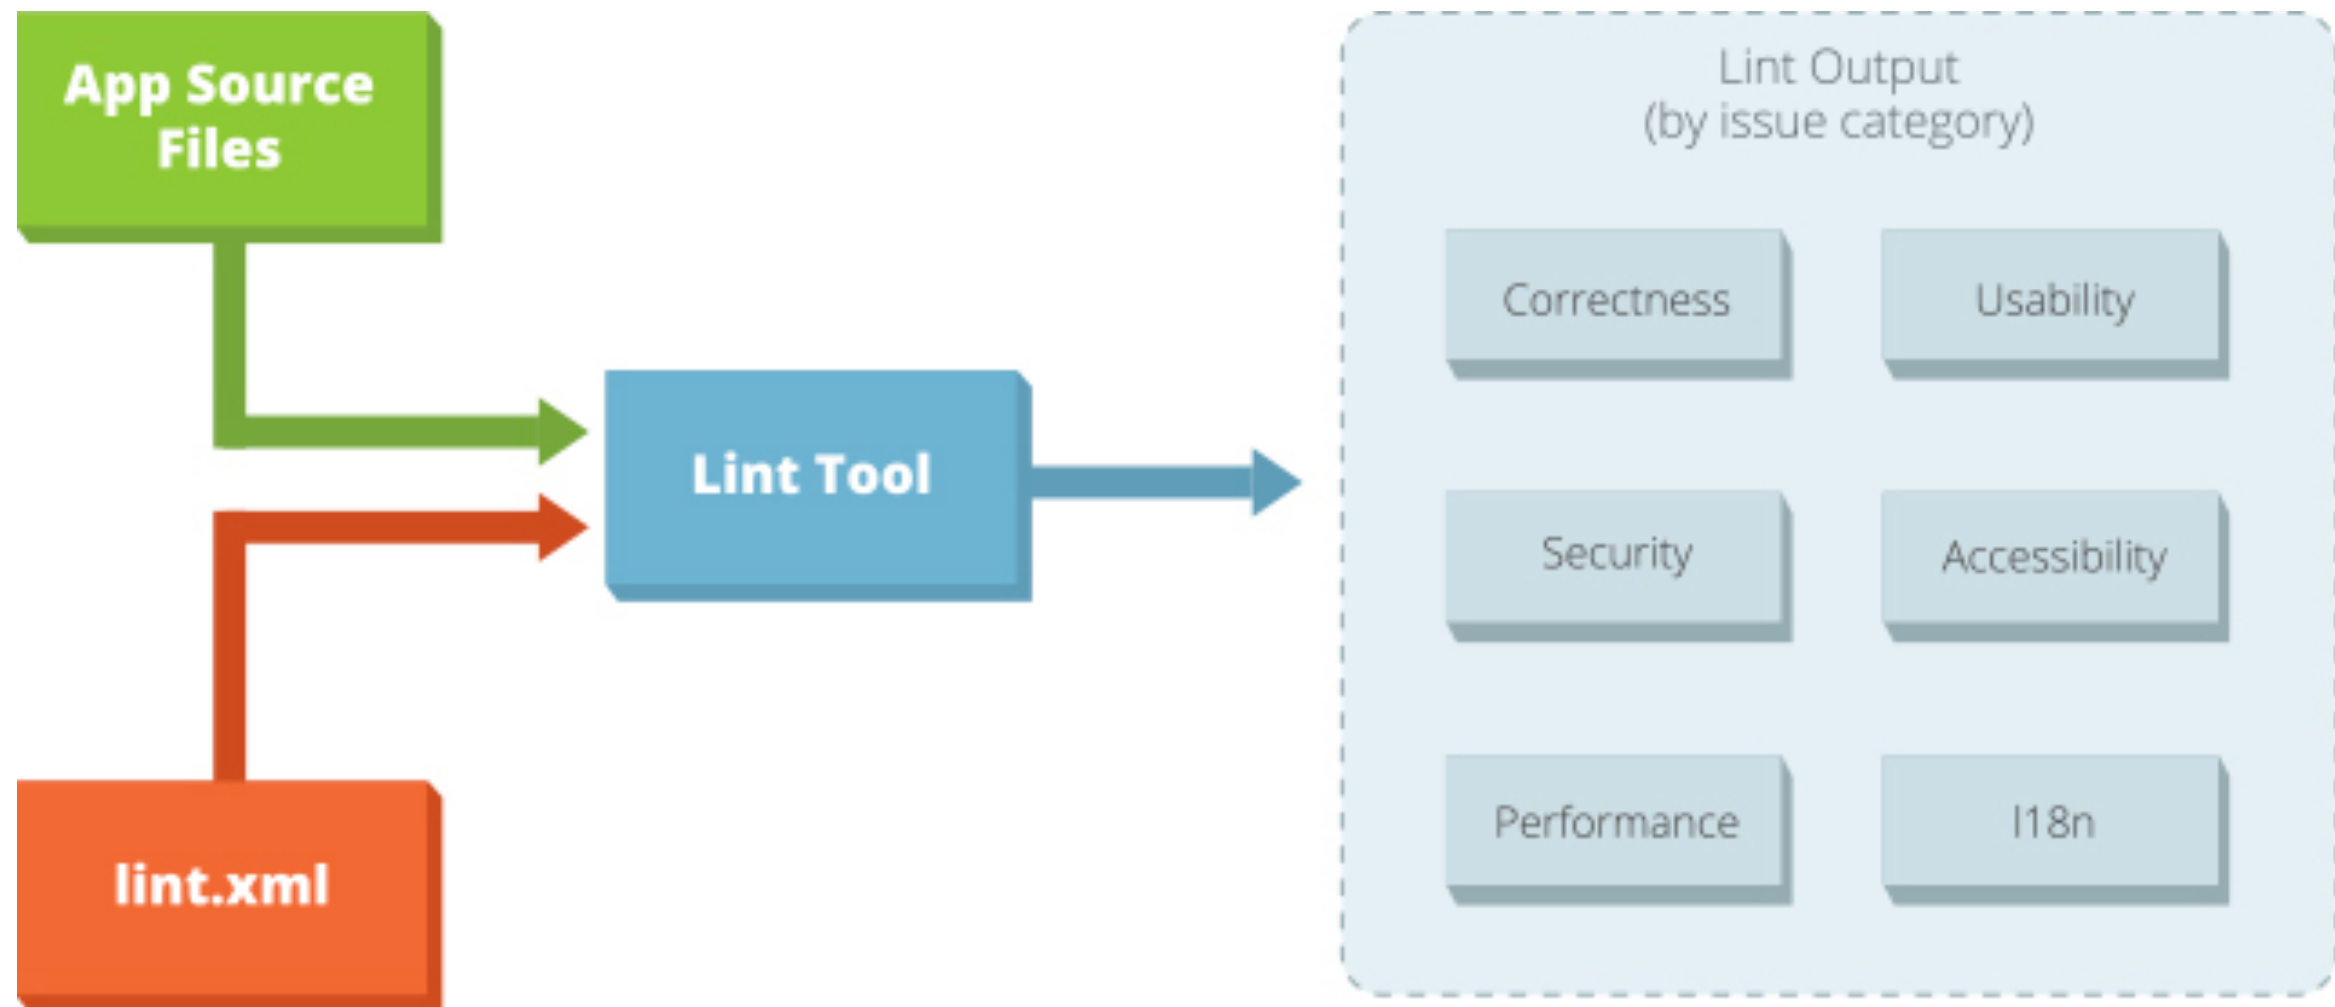 App Source
Files
Lint Tool
lint.xml
Lint Output
(by issue category)
Correctness
Usability
Security
Accessibility
Performance
I18n